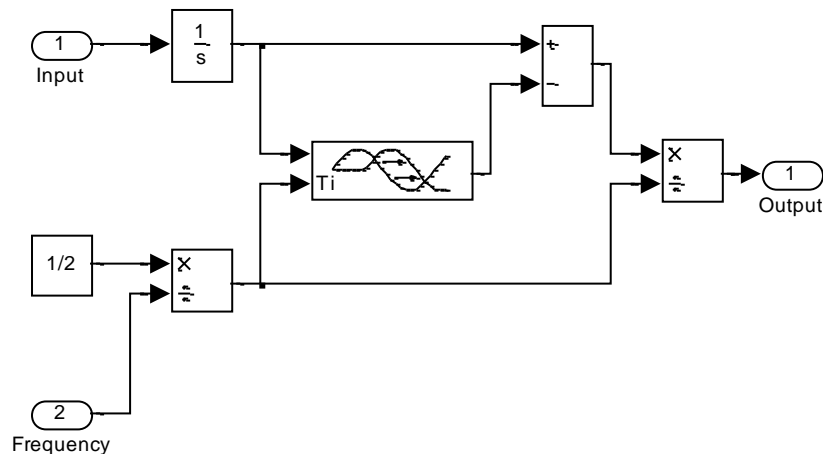 1
Input
1
s
+
-
Ti
×
÷
1
Output
1/2
×
÷
2
Frequency